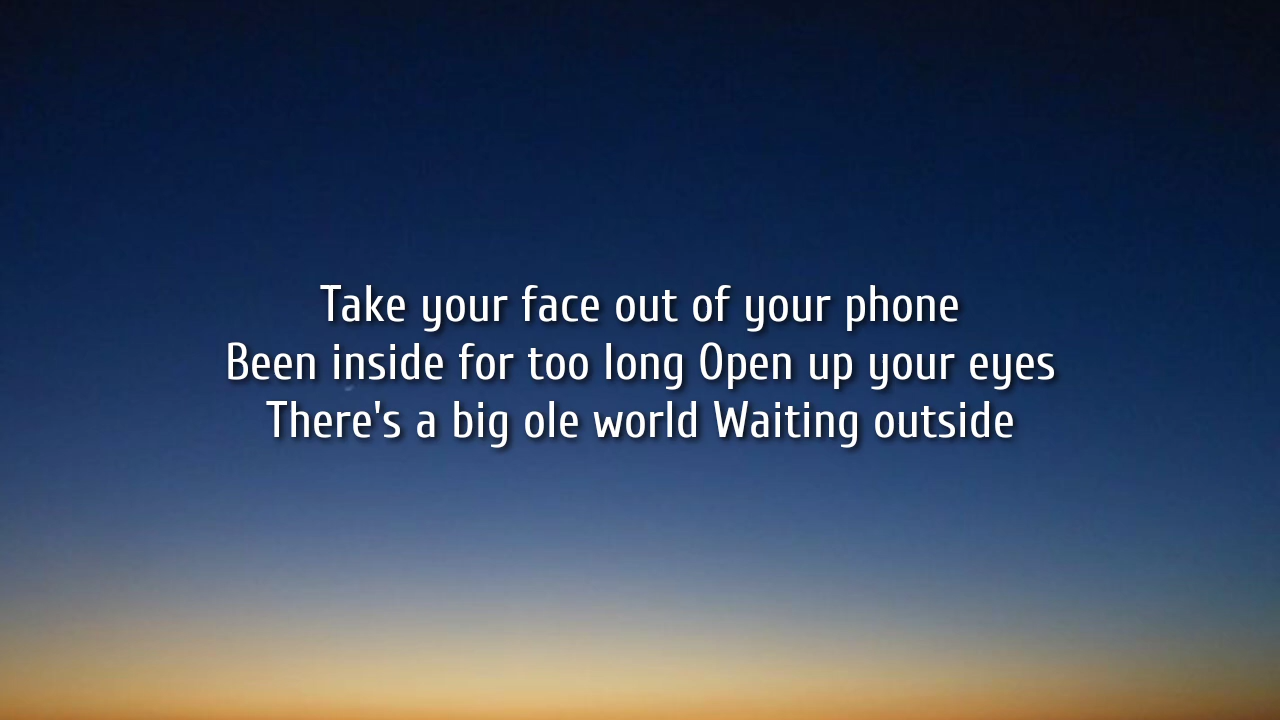 Take your face out of your phone
Been inside for too long Open up your eyes
There's a big ole world Waiting outside